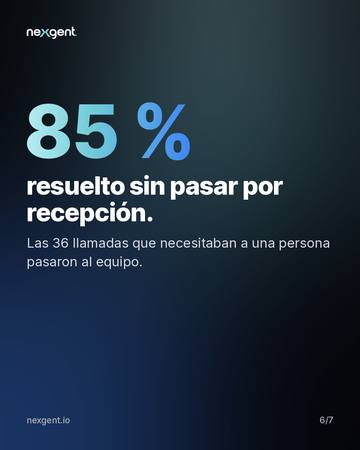 nexgent.
85 %
resuelto sin pasar por
recepción.
Las 36 llamadas que necesitaban a una persona
pasaron al equipo.
nexgent.io
6/7